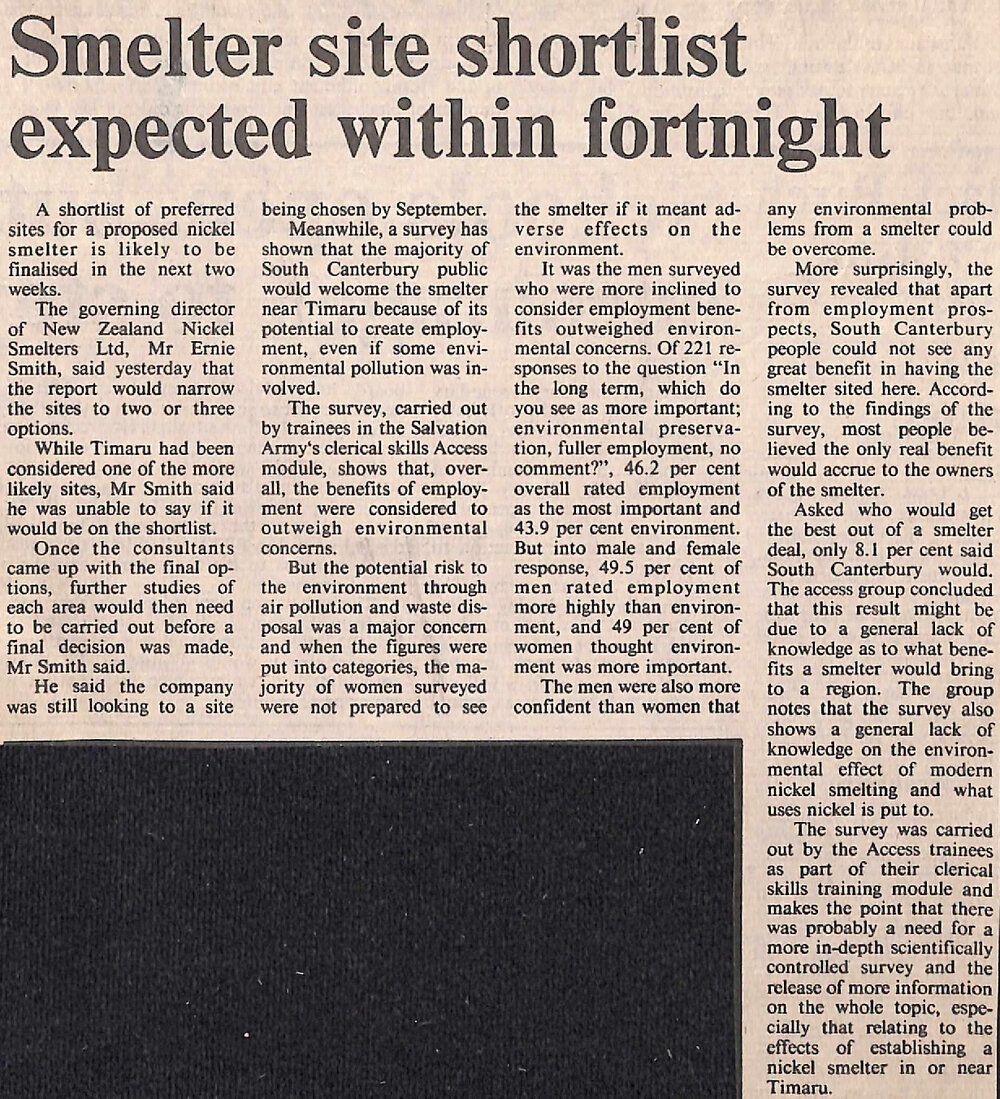 Smelter site shortlist
expected within fortnight
A shortlist of preferred
sites for a proposed nickel
smelter is likely to be
finalised in the next two
weeks.
The governing director
of New Zealand Nickel
Smelters Ltd, Mr Ernie
Smith, said yesterday that
the report would narrow
the sites to two or three
options.
While Timaru had been
considered one of the more
likely sites, Mr Smith said
he was unable to say if it
would be on the shortlist.
Once the consultants
came up with the final op-
tions, further studies of
each area would then need
to be carried out before a
final decision was made,
Mr Smith said.
He said the company
was still looking to a site
being chosen by September.
Meanwhile, a survey has
shown that the majority of
South Canterbury public
would welcome the smelter
near Timaru because of its
potential to create employ-
ment, even if some envi-
ronmental pollution was in-
volved.
The survey, carried out
by trainees in the Salvation
Army‘s clerical skills Access
module, shows that, over-
all, the benefits of employ-
ment were considered to
outweigh environmental
concerns.
But the potential risk to
the environment through
air pollution and waste dis-
posal was a major concern
and when the figures were
put into categories, the ma-
jority of women surveyed
were not prepared to see
the smelter if it meant ad-
verse effects on the
environment.
It was the men surveyed
who were more inclined to
consider employment bene-
fits outweighed environ-
mental concerns. Of 221 re-
sponses to the question “In
the long term, which do
you see as more important;
environmental preserva-
tion, fuller employment, no
comment?”, 46.2 per cent
overall rated employment
as the most important and
43.9 per cent environment.
But into male and female
response, 49.5 per cent of
men rated employment
more highly than environ-
ment, and 49 per cent of
women thought environ-
ment was more important.
The men were also more
confident than women that
any environmental prob-
lems from a smelter could
be overcome.
More surprisingly, the
survey revealed that apart
from employment pros-
pects, South Canterbury
people could not see any
great benefit in having the
smelter sited here. Accord-
ing to the findings of the
survey, most people be-
lieved the only real benefit
would accrue to the owners
of the smelter.
Asked who would get
the best out of a smelter
deal, only 8.1 per cent said
South Canterbury would.
The access group concluded
that this result might be
due to a general lack of
knowledge as to what bene-
fits a smelter would bring
to a region. The group
notes that the survey also
shows a general lack of
knowledge on the environ-
mental effect of modern
nickel smelting and what
uses nickel is put to.
The survey was carried
out by the Access trainees
as part of their clerical
skills training module and
makes the point that there
was probably a need for a
more in-depth scientifically
controlled survey and the
release of more information
on the whole topic, espe-
cially that relating to the
effects of establishing a
nickel smelter in or near
Timaru.